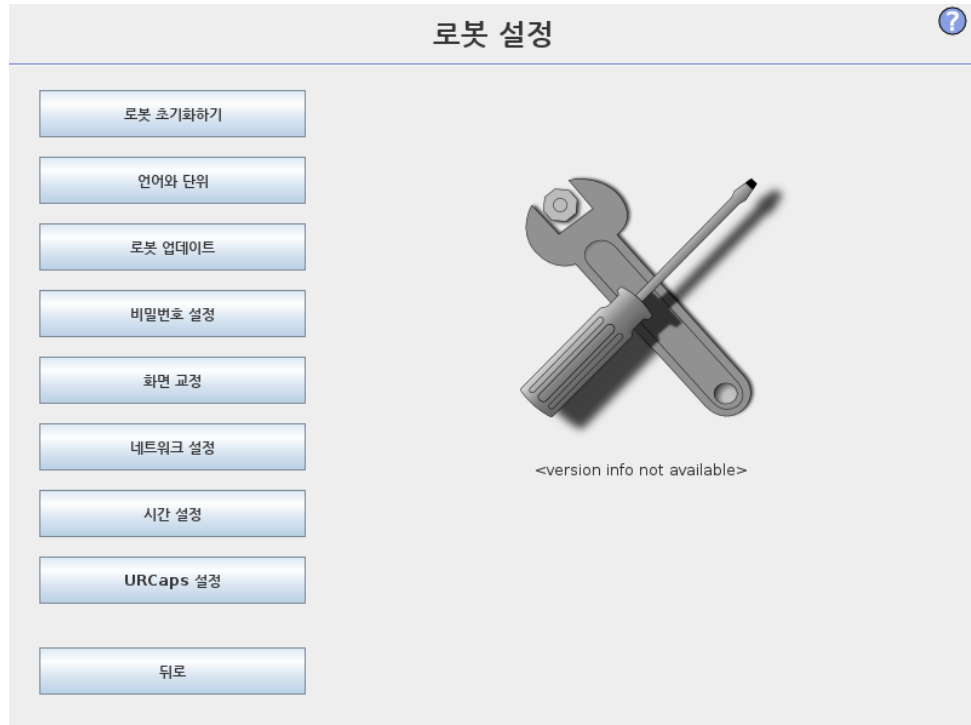 로봇 설정
?
로봇 초기화하기
언어와 단위
로봇 업데이트
비밀번호 설정
화면 교정
네트워크 설정
시간 설정
URCaps 설정
뒤로
<version info not available>